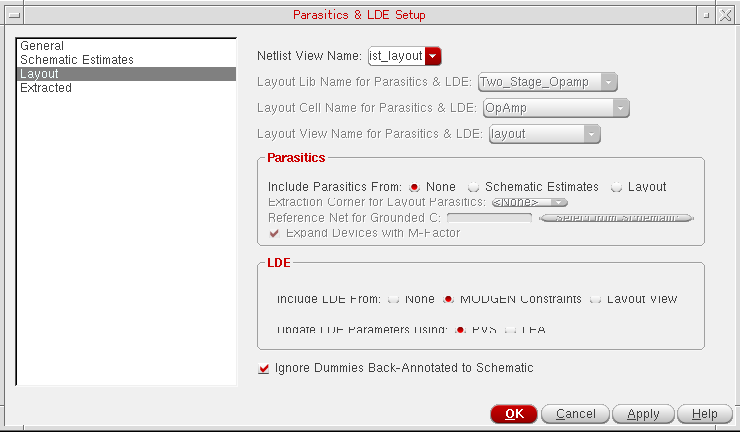 Parasitics & LDE Setup
General
Schematic Estimates
Layout
Extracted
Netlist View Name: ist_layout
Layout Lib Name for Parasitics & LDE: Two_Stage_Opamp
Layout Cell Name for Parasitics & LDE: OpAmp
Layout View Name for Parasitics & LDE: layout
Parasitics
Include Parasitics From: None Schematic Estimates Layout
Extraction Corner for Layout Parasitics: <None>
Reference Net for Grounded C: Select from Schematic
Expand Devices with M-Factor
LDE
Include LDE From: None MODGEN Constraints Layout View
Update LDE Parameters Using: PVS LEA
Ignore Dummies Back-Annotated to Schematic
OK Cancel Apply Help